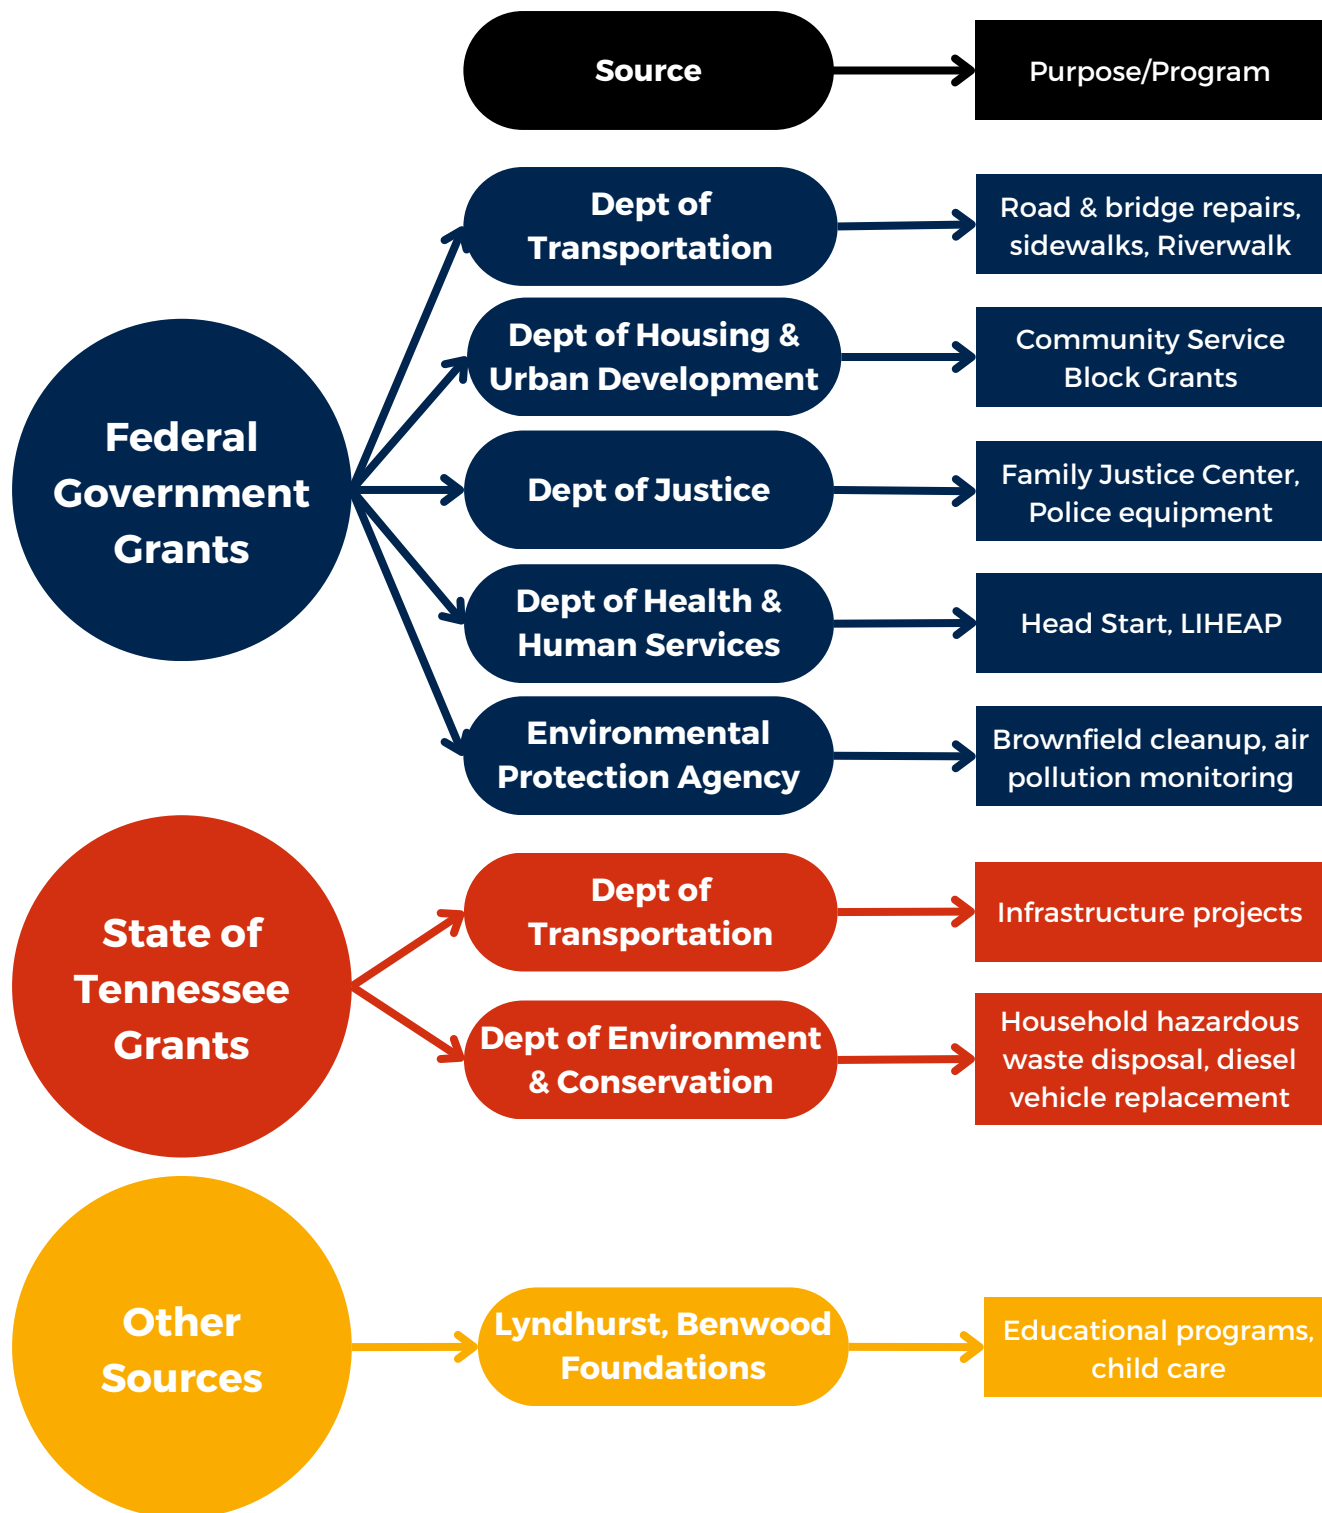 Source
Purpose/Program
Federal
Government
Grants
Dept of
Transportation
Road & bridge repairs,
sidewalks, Riverwalk
Dept of Housing &
Urban Development
Community Service
Block Grants
Dept of Justice
Family Justice Center,
Police equipment
Dept of Health &
Human Services
Head Start, LIHEAP
Environmental
Protection Agency
Brownfield cleanup, air
pollution monitoring
State of
Tennessee
Grants
Dept of
Transportation
Infrastructure projects
Dept of Environment
& Conservation
Household hazardous
waste disposal, diesel
vehicle replacement
Other
Sources
Lyndhurst, Benwood
Foundations
Educational programs,
child care